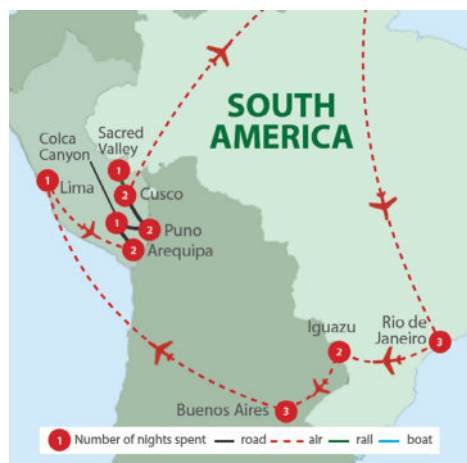 SOUTH
AMERICA
Colca
Canyon
Sacred
Valley
1
1
Lima
2
Cusco
1
2
Puno
2
Arequipa
Iguazu
2
Rio de
Janeiro
3
Buenos Aires
3
1 Number of nights spent road air rail boat